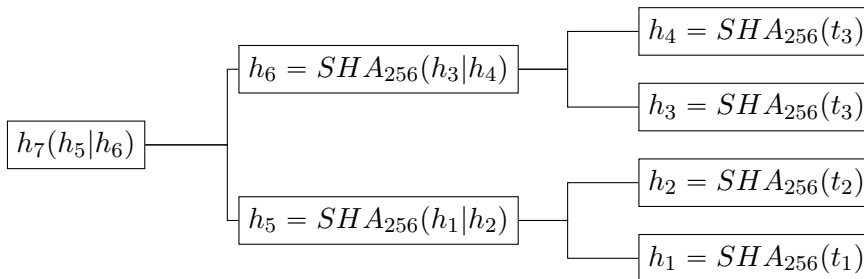 h₄ = SHA₂₅₆(t₃)
h₆ = SHA₂₅₆(h₃|h₄)
h₃ = SHA₂₅₆(t₃)
h₇(h₅|h₆)
h₂ = SHA₂₅₆(t₂)
h₅ = SHA₂₅₆(h₁|h₂)
h₁ = SHA₂₅₆(t₁)